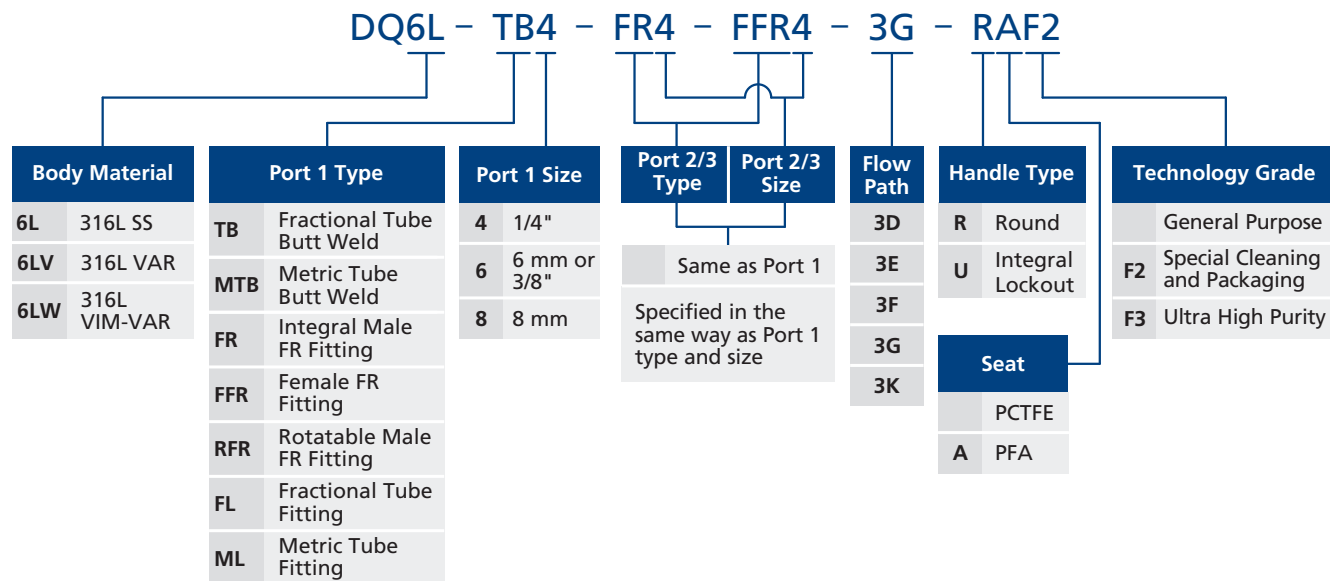 DQ6L – TB4 – FR4 – FFR4 – 3G – RAF2
Body Material
6L 316L SS
6LV 316L VAR
6LW 316L
VIM-VAR
Port 1 Type
TB Fractional Tube
Butt Weld
MTB Metric Tube
Butt Weld
FR Integral Male
FR Fitting
FFR Female FR
Fitting
RFR Rotatable Male
FR Fitting
FL Fractional Tube
Fitting
ML Metric Tube
Fitting
Port 1 Size
4 1/4"
6 6 mm or
3/8"
8 8 mm
Port 2/3
Type
Port 2/3
Size
Same as Port 1
Specified in the
same way as Port 1
type and size
Flow
Path
3D
3E
3F
3G
3K
Handle Type
R Round
U Integral
Lockout
Seat
PCTFE
A PFA
Technology Grade
General Purpose
F2 Special Cleaning
and Packaging
F3 Ultra High Purity